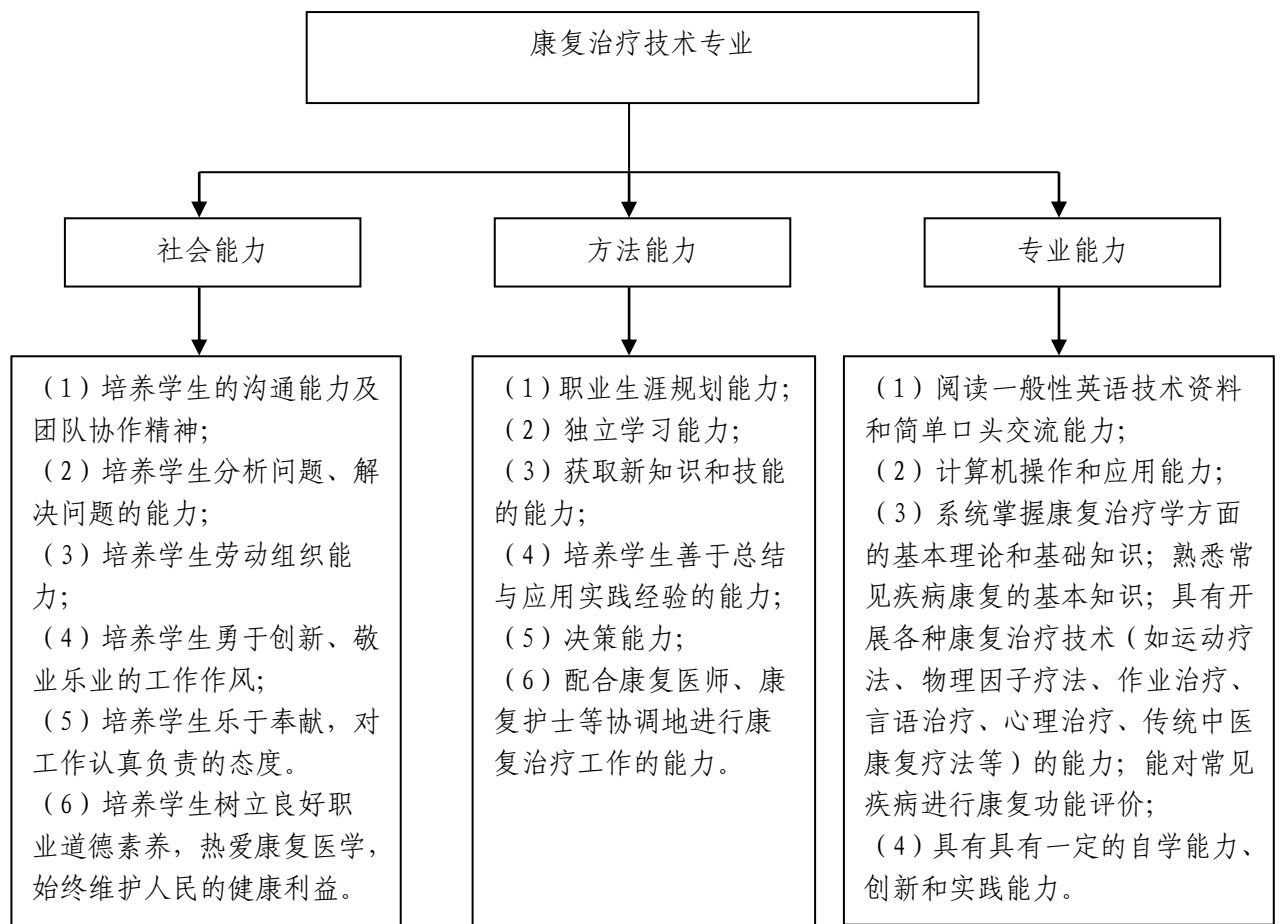 康复治疗技术专业
社会能力
方法能力
专业能力
（1）培养学生的沟通能力及
团队协作精神；
（2）培养学生分析问题、解
决问题的能力；
（3）培养学生劳动组织能
力；
（4）培养学生勇于创新、敬
业乐业的工作作风；
（5）培养学生乐于奉献，对
工作认真负责的态度。
（6）培养学生树立良好职
业道德素养，热爱康复医学，
始终维护人民的健康利益。
（1）职业生涯规划能力；
（2）独立学习能力；
（3）获取新知识和技能
的能力；
（4）培养学生善于总结
与应用实践经验的能力；
（5）决策能力；
（6）配合康复医师、康
复护士等协调地进行康
复治疗工作的能力。
（1）阅读一般性英语技术资料
和简单口头交流能力；
（2）计算机操作和应用能力；
（3）系统掌握康复治疗学方面
的基本理论和基础知识；熟悉常
见疾病康复的基本知识；具有开
展各种康复治疗技术（如运动疗
法、物理因子疗法、作业治疗、
言语治疗、心理治疗、传统中医
康复疗法等）的能力；能对常见
疾病进行康复功能评价；
（4）具有具有一定的自学能力、
创新和实践能力。